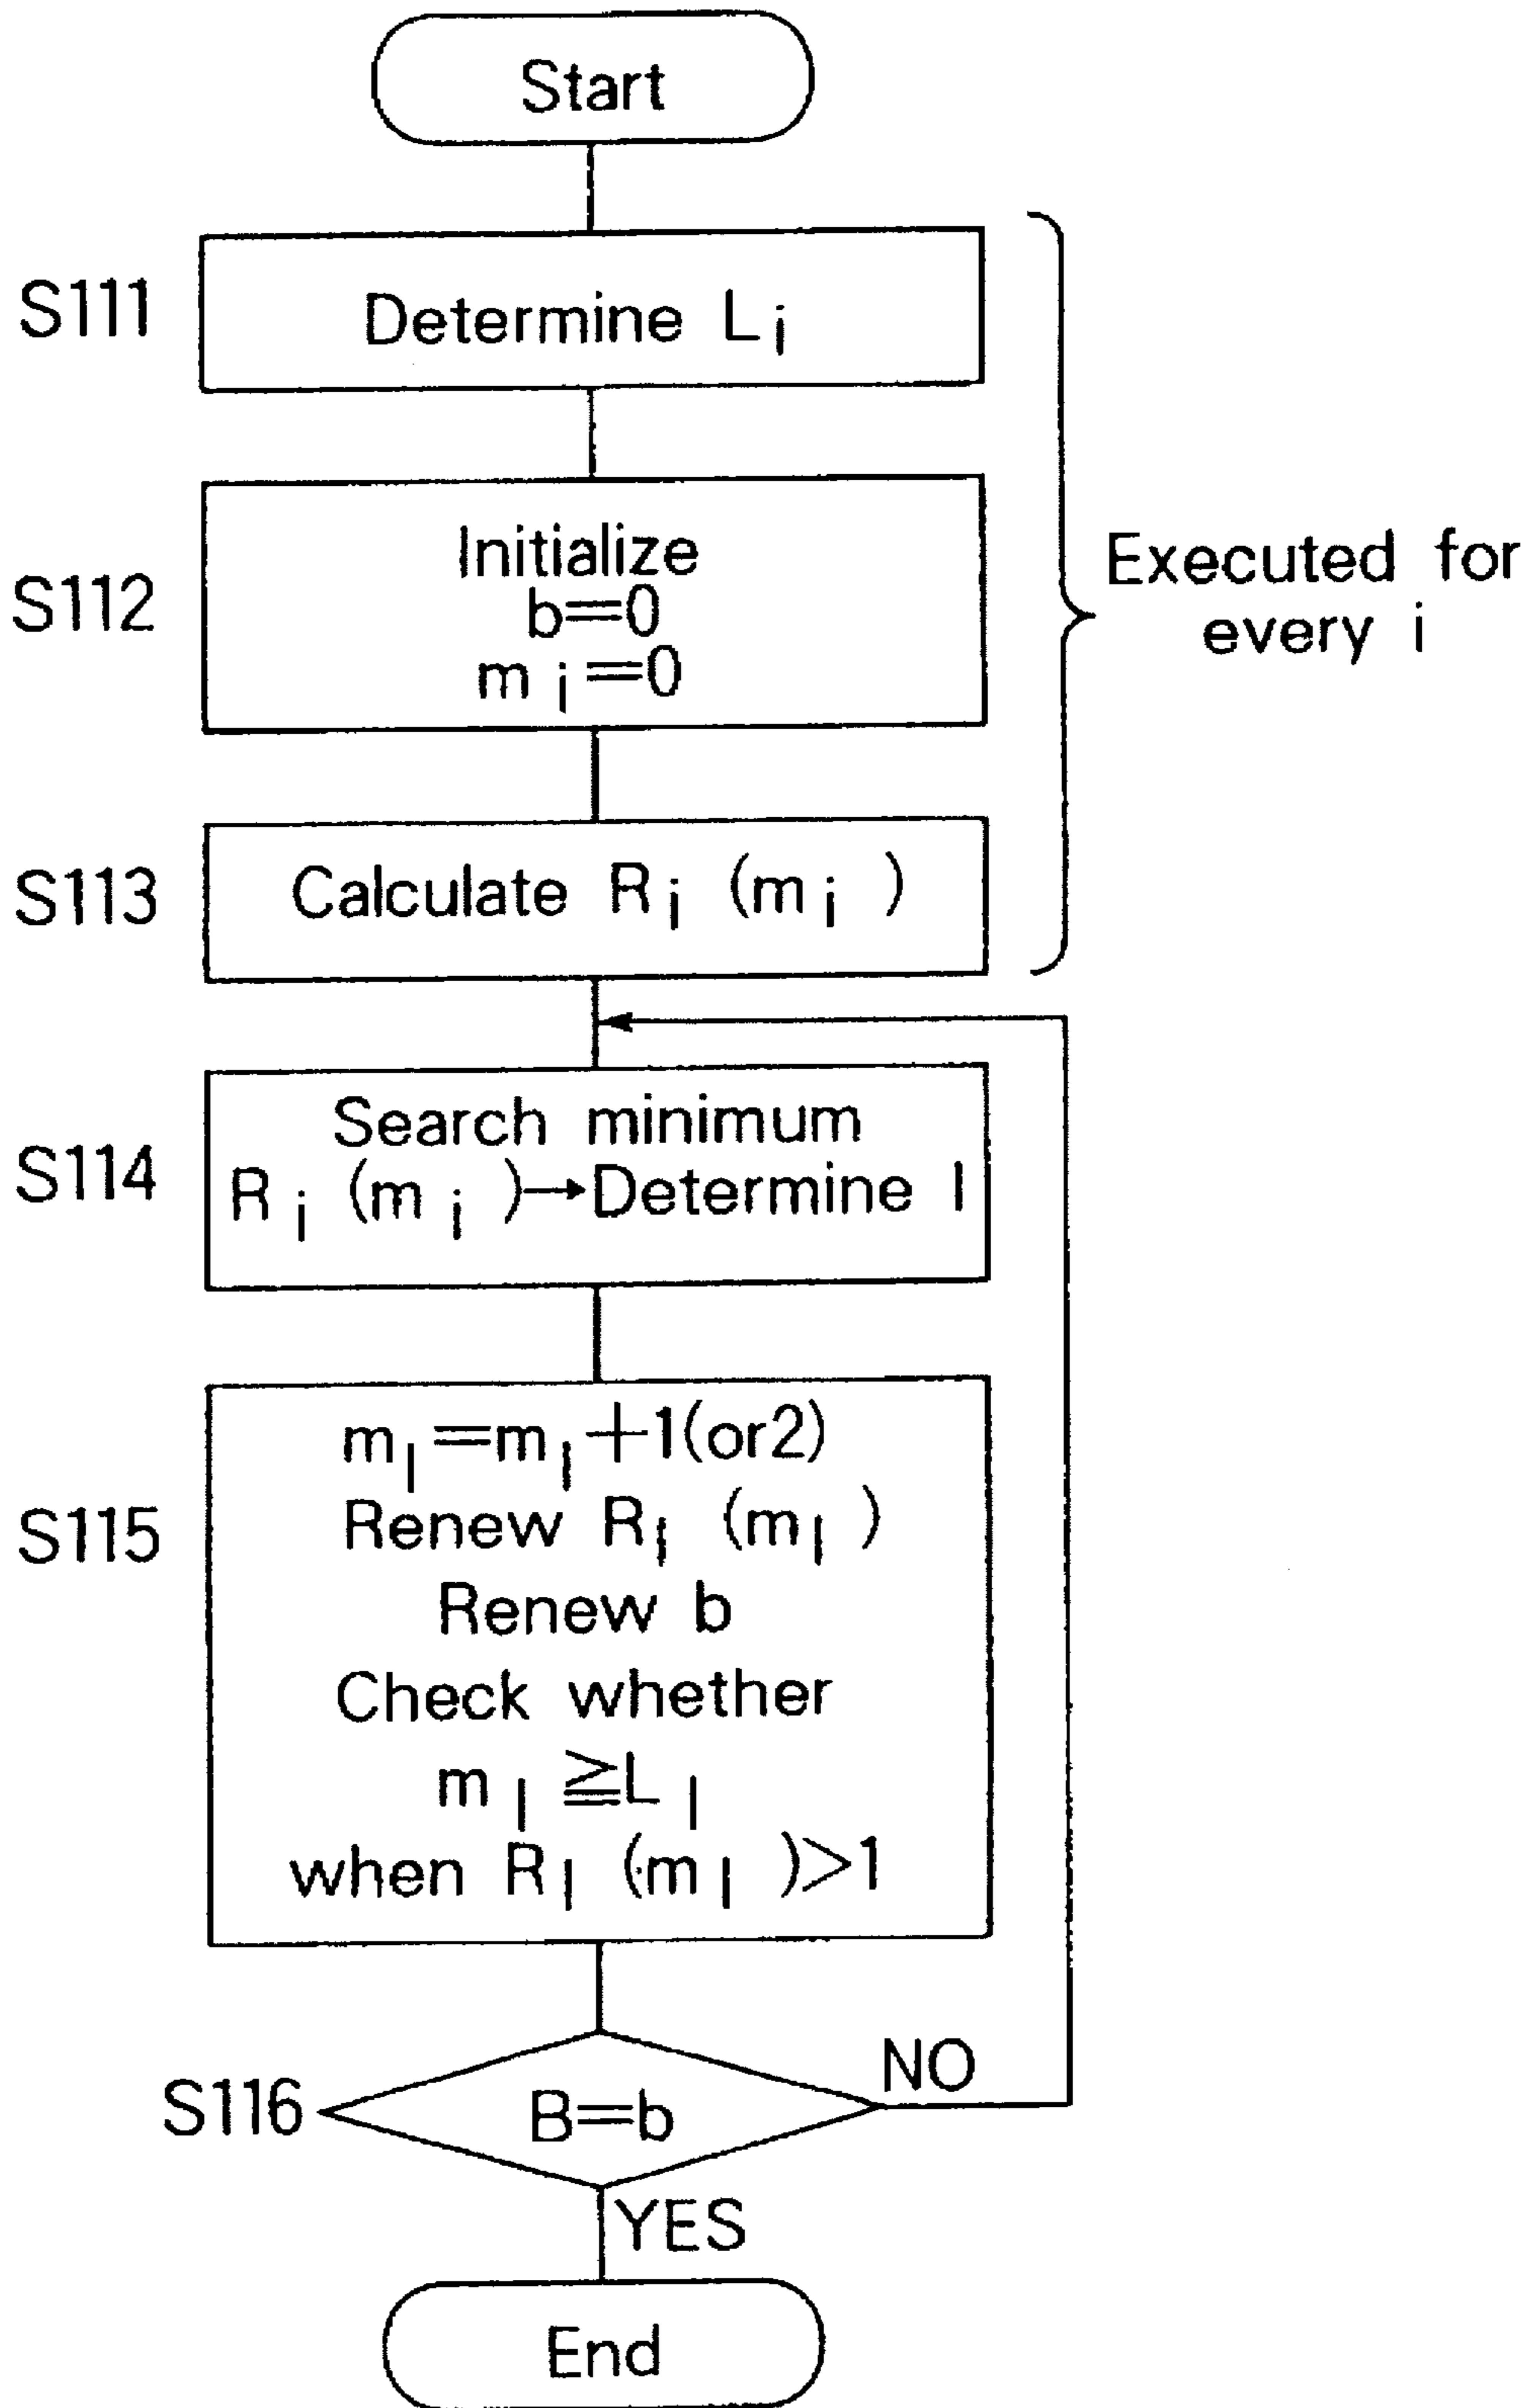 Start
S111
Determine Li
S112
Initialize
b=0
mi=0
Executed for
every i
S113
Calculate Ri (mi)
S114
Search minimum
Ri (mi)→Determine I
S115
mI=mI+1(or2)
Renew RI (mI)
Renew b
Check whether
mI≧LI
when RI (mI)>1
S116
B=b
NO
YES
End